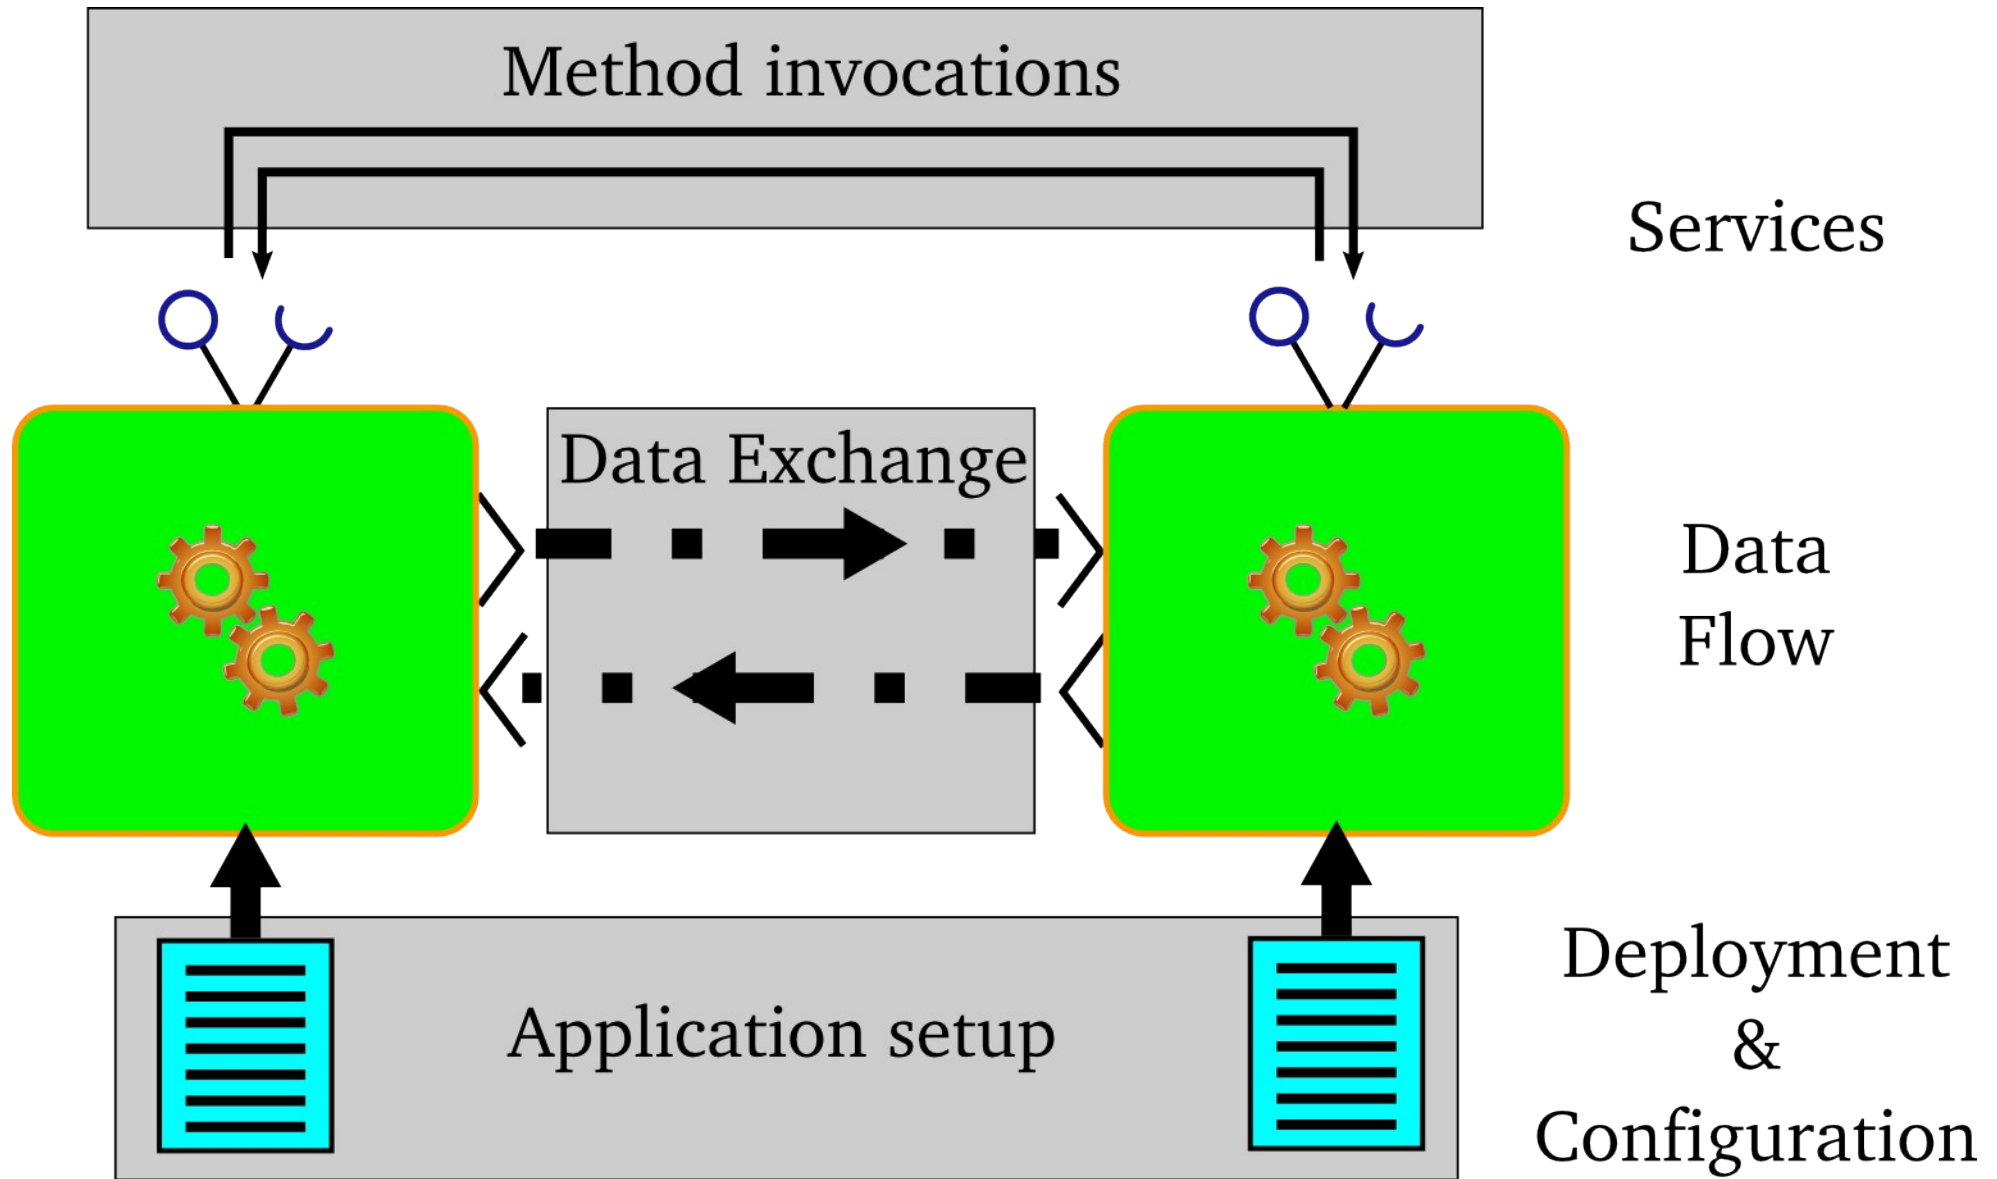 Method invocations
Services
Data Exchange
Data
Flow
Application setup
Deployment
&
Configuration